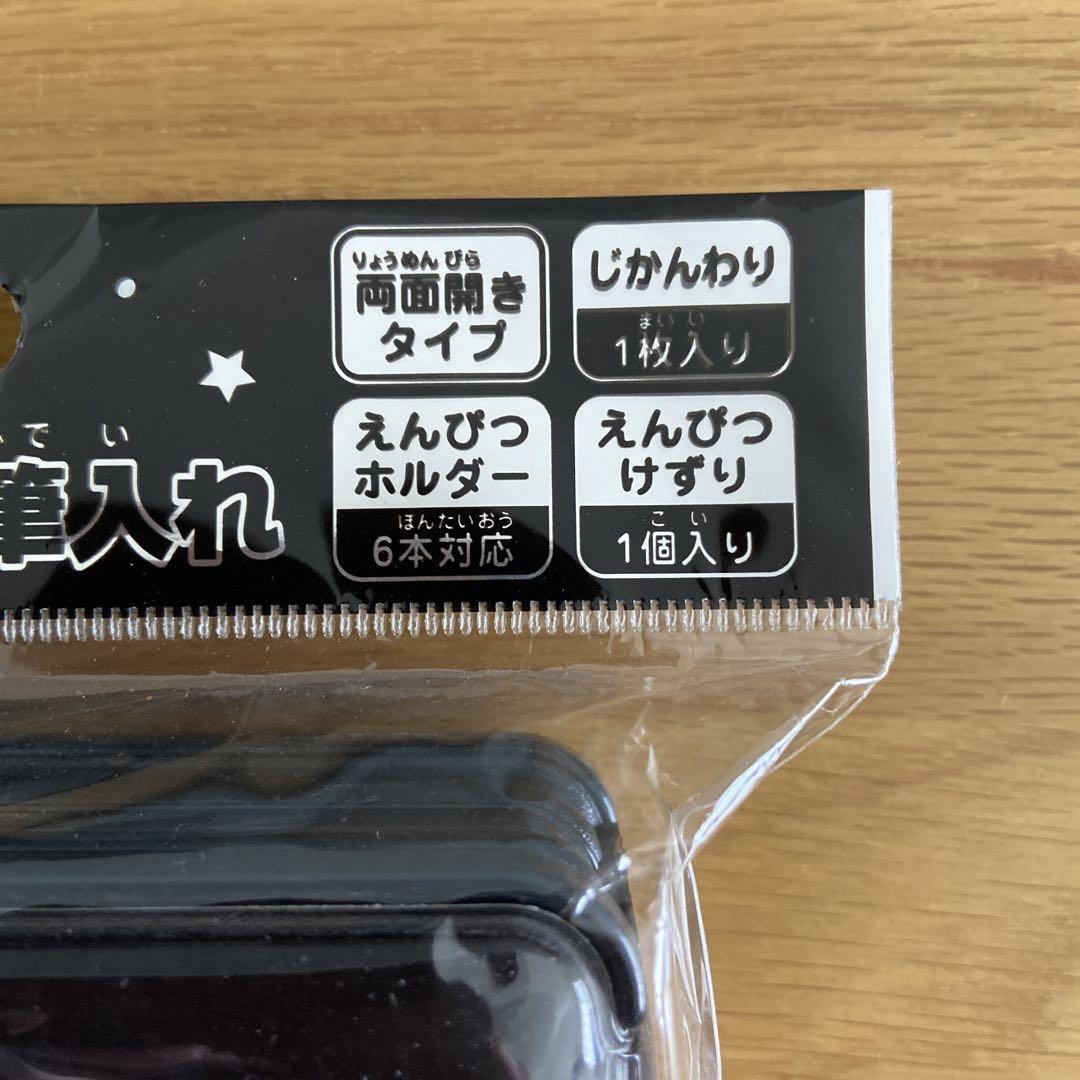 りょうめん びら
両面開き
タイプ
じかんわり
まい い
1枚入り
えんぴつ
ホルダー
ほんたいおう
6本対応
えんぴつ
けずり
こ い
1個入り
で い
筆入れ